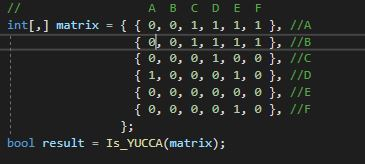 //                  A  B  C  D  E  F
int[,] matrix = { { 0, 0, 1, 1, 1, 1 }, //A
                  { 0, 0, 1, 1, 1, 1 }, //B
                  { 0, 0, 0, 1, 0, 0 }, //C
                  { 1, 0, 0, 0, 1, 0 }, //D
                  { 0, 0, 0, 0, 0, 0 }, //E
                  { 0, 0, 0, 0, 1, 0 }, //F
                };
bool result = Is_YUCCA(matrix);